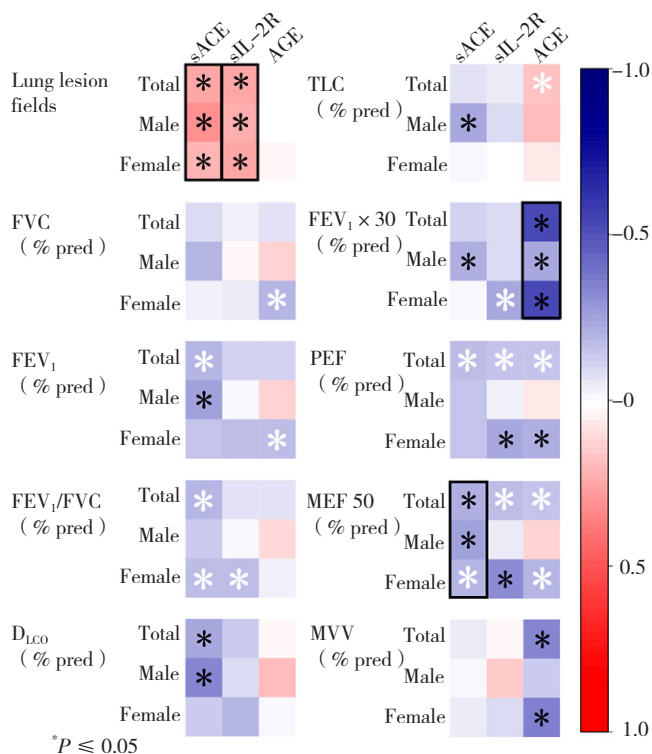 sACE sIL−2R AGE sACE sIL−2R AGE
Lung lesion fields Total * * TLC (% pred) Total * −1.0
Male * * Male *
Female * * Female
FVC (% pred) Total FEV₁ × 30 (% pred) Total * −0.5
Male Male * *
Female * Female * *
FEV₁ (% pred) Total * PEF (% pred) Total * * * −0
Male * Male
Female * Female * *
FEV₁/FVC (% pred) Total * MEF 50 (% pred) Total * * *
Male Male * 0.5
Female * * Female * * *
D_LCO (% pred) Total * MVV (% pred) Total *
Male * Male
Female Female * 1.0
*P ≤ 0.05